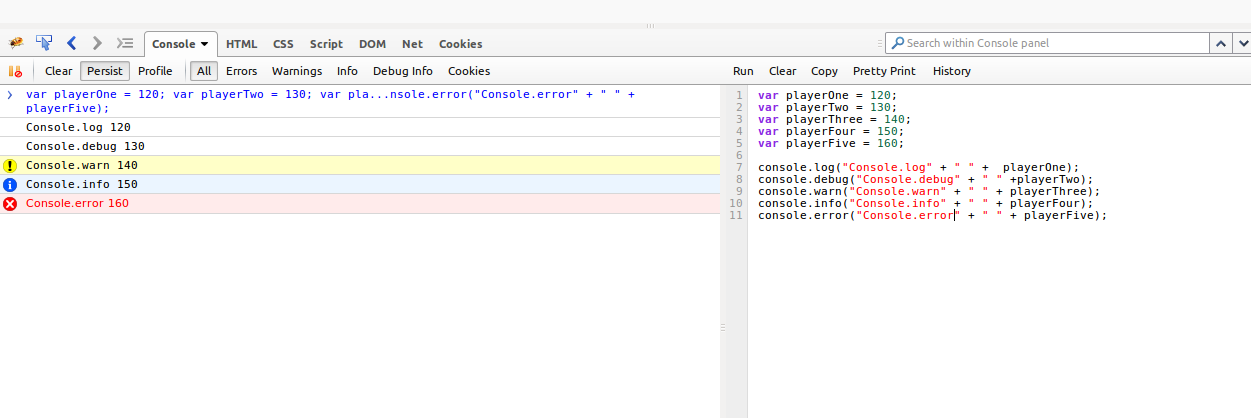 Console HTML CSS Script DOM Net Cookies Search within Console panel
Clear Persist Profile All Errors Warnings Info Debug Info Cookies
var playerOne = 120; var playerTwo = 130; var pla...nsole.error("Console.error" + " " +
playerFive);
Console.log 120
Console.debug 130
Console.warn 140
Console.info 150
Console.error 160
Run Clear Copy Pretty Print History
1 var playerOne = 120;
2 var playerTwo = 130;
3 var playerThree = 140;
4 var playerFour = 150;
5 var playerFive = 160;
6
7 console.log("Console.log" + " " +  playerOne);
8 console.debug("Console.debug" + " " +playerTwo);
9 console.warn("Console.warn" + " " + playerThree);
10 console.info("Console.info" + " " + playerFour);
11 console.error("Console.error" + " " + playerFive);